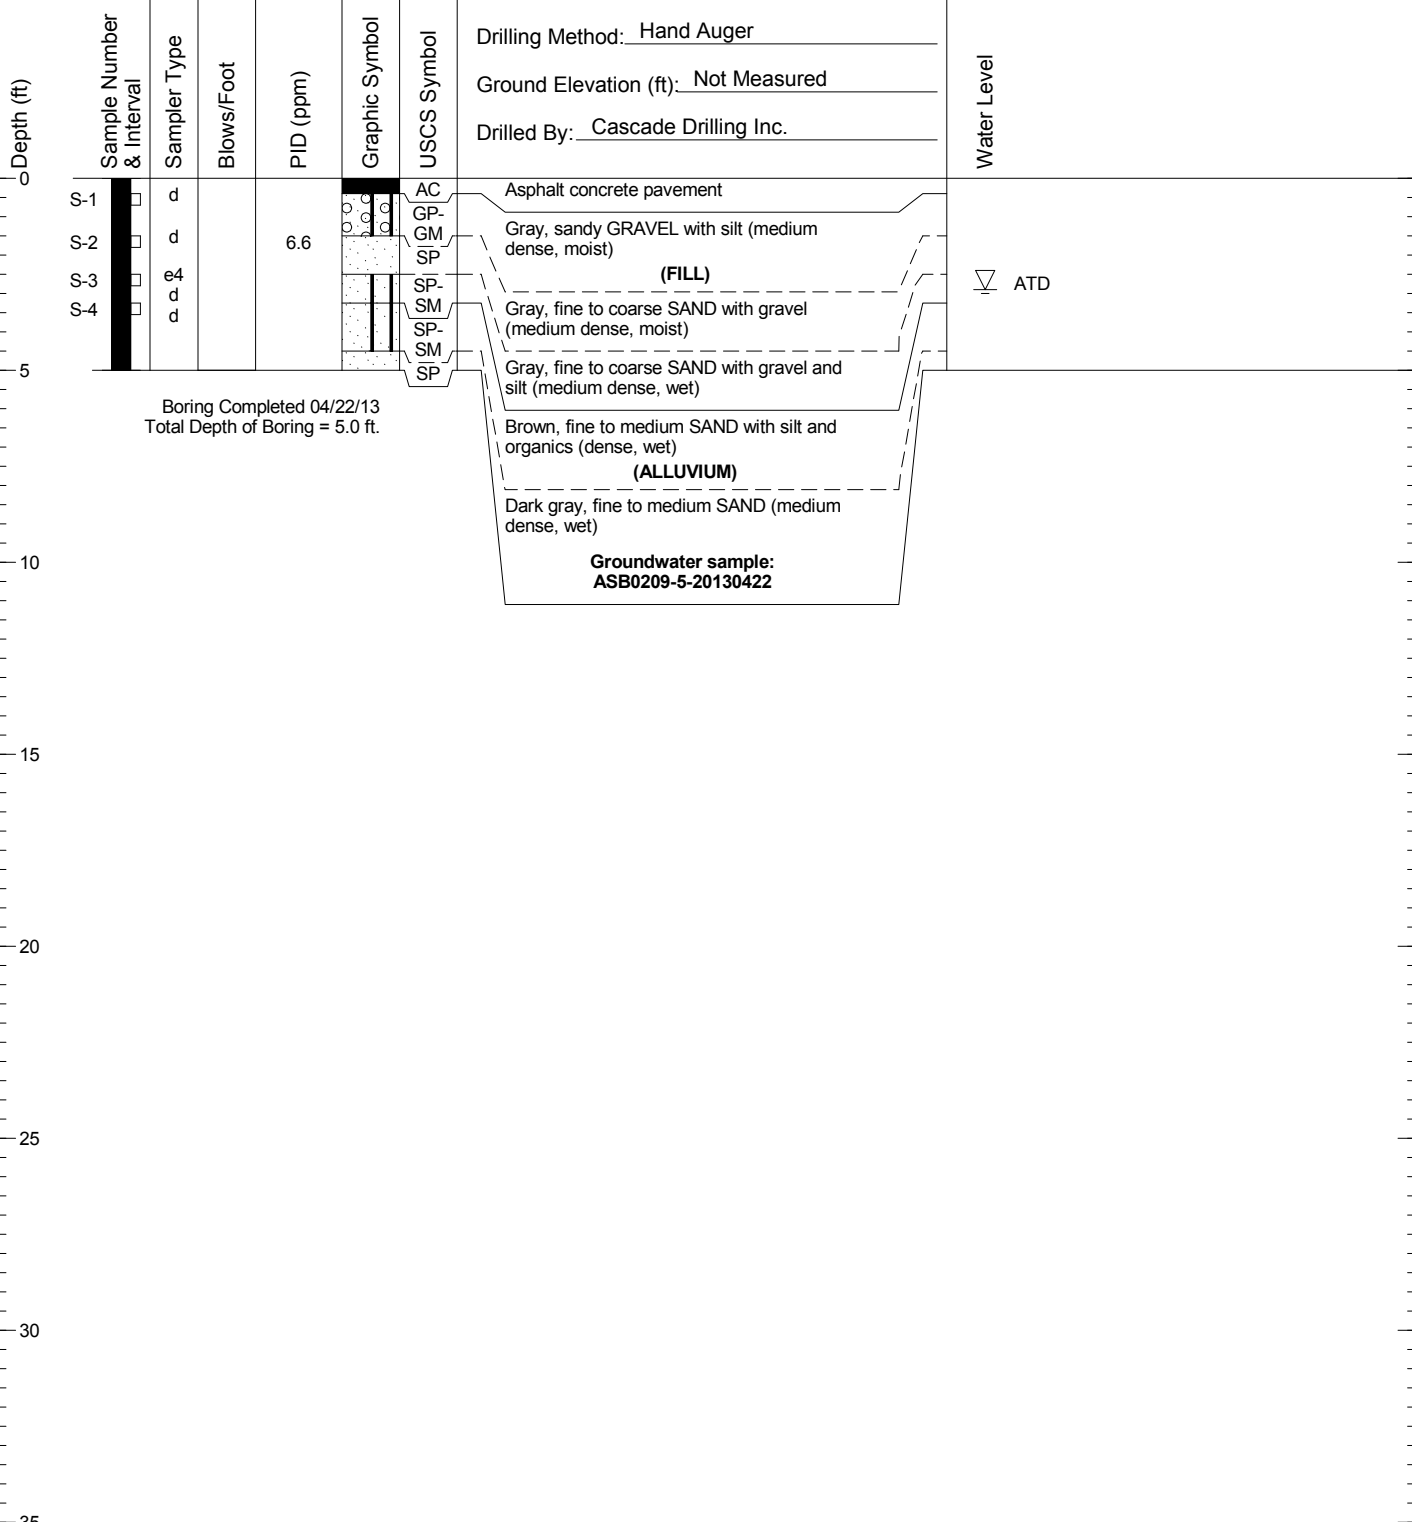 Depth (ft)
Sample Number
& Interval
Sampler Type
Blows/Foot
PID (ppm)
Graphic Symbol
USCS Symbol
Drilling Method: Hand Auger
Ground Elevation (ft): Not Measured
Drilled By: Cascade Drilling Inc.
Water Level
0
S-1
d
AC
Asphalt concrete pavement
GP-
GM
Gray, sandy GRAVEL with silt (medium
dense, moist)
(FILL)
S-2
d
6.6
SP
Gray, fine to coarse SAND with gravel
(medium dense, moist)
S-3
e4
d
SP-
SM
ATD
Gray, fine to coarse SAND with gravel and
silt (medium dense, wet)
S-4
d
SP-
SM
Brown, fine to medium SAND with silt and
organics (dense, wet)
(ALLUVIUM)
5
SP
Dark gray, fine to medium SAND (medium
dense, wet)
Boring Completed 04/22/13
Total Depth of Boring = 5.0 ft.
Groundwater sample:
ASB0209-5-20130422
10
15
20
25
30
35